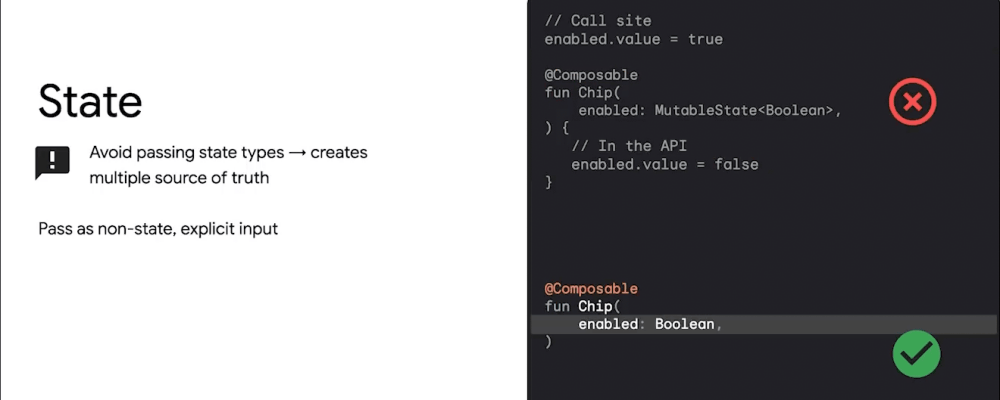 State
Avoid passing state types → creates
multiple source of truth
Pass as non-state, explicit input
// Call site
enabled.value = true
@Composable
fun Chip(
    enabled: MutableState<Boolean>,
) {
    // In the API
    enabled.value = false
}
@Composable
fun Chip(
    enabled: Boolean,
)